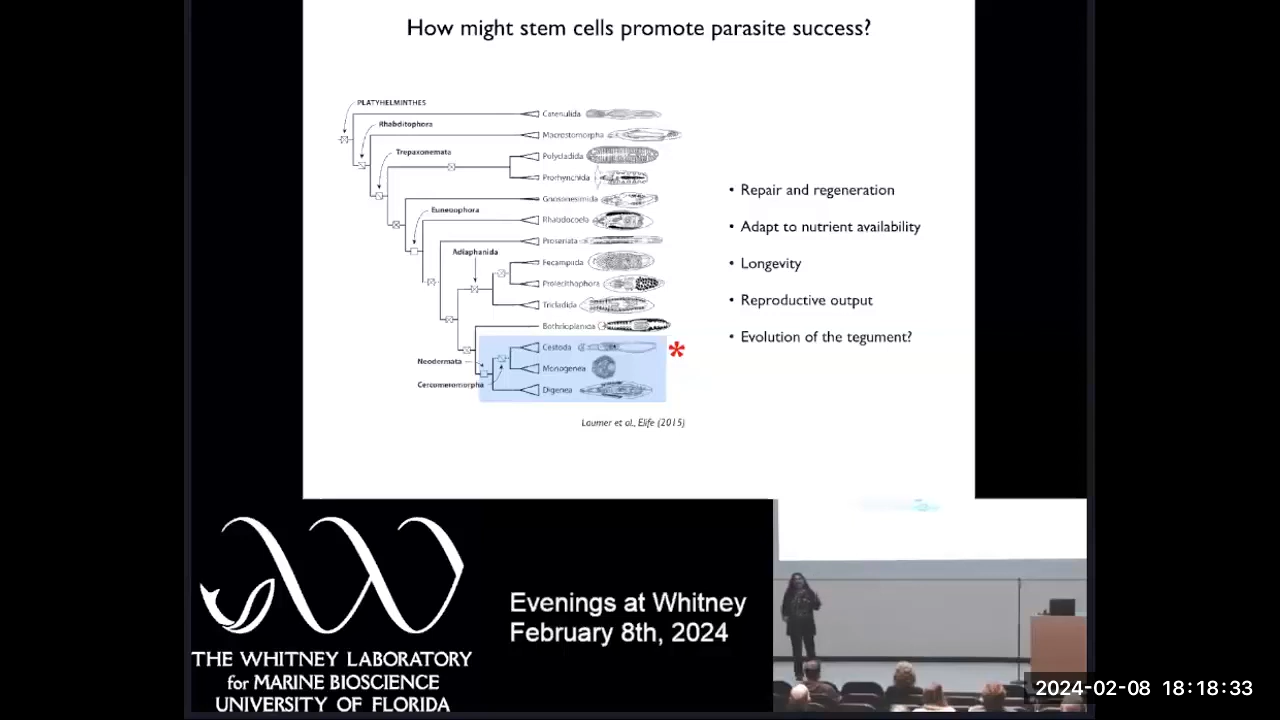 How might stem cells promote parasite success?
PLATYHELMINTHES
Catenulida
Rhabditophora
Macrostomorpha
Trepaxonemata
Polycladida
Prorhynchida
Gnosonesimida
Euneoophora
Rhabdocoela
Proseriata
Adiaphanida
Fecampiida
Prolecithophora
Tricladida
Bothrioplanida
Cestoda
Neodermata
Monogenea
Cercomeromorpha
Digenea
Laumer et al., Elife (2015)
• Repair and regeneration
• Adapt to nutrient availability
• Longevity
• Reproductive output
• Evolution of the tegument?
*
THE WHITNEY LABORATORY
for MARINE BIOSCIENCE
UNIVERSITY OF FLORIDA
Evenings at Whitney
February 8th, 2024
2024-02-08 18:18:33